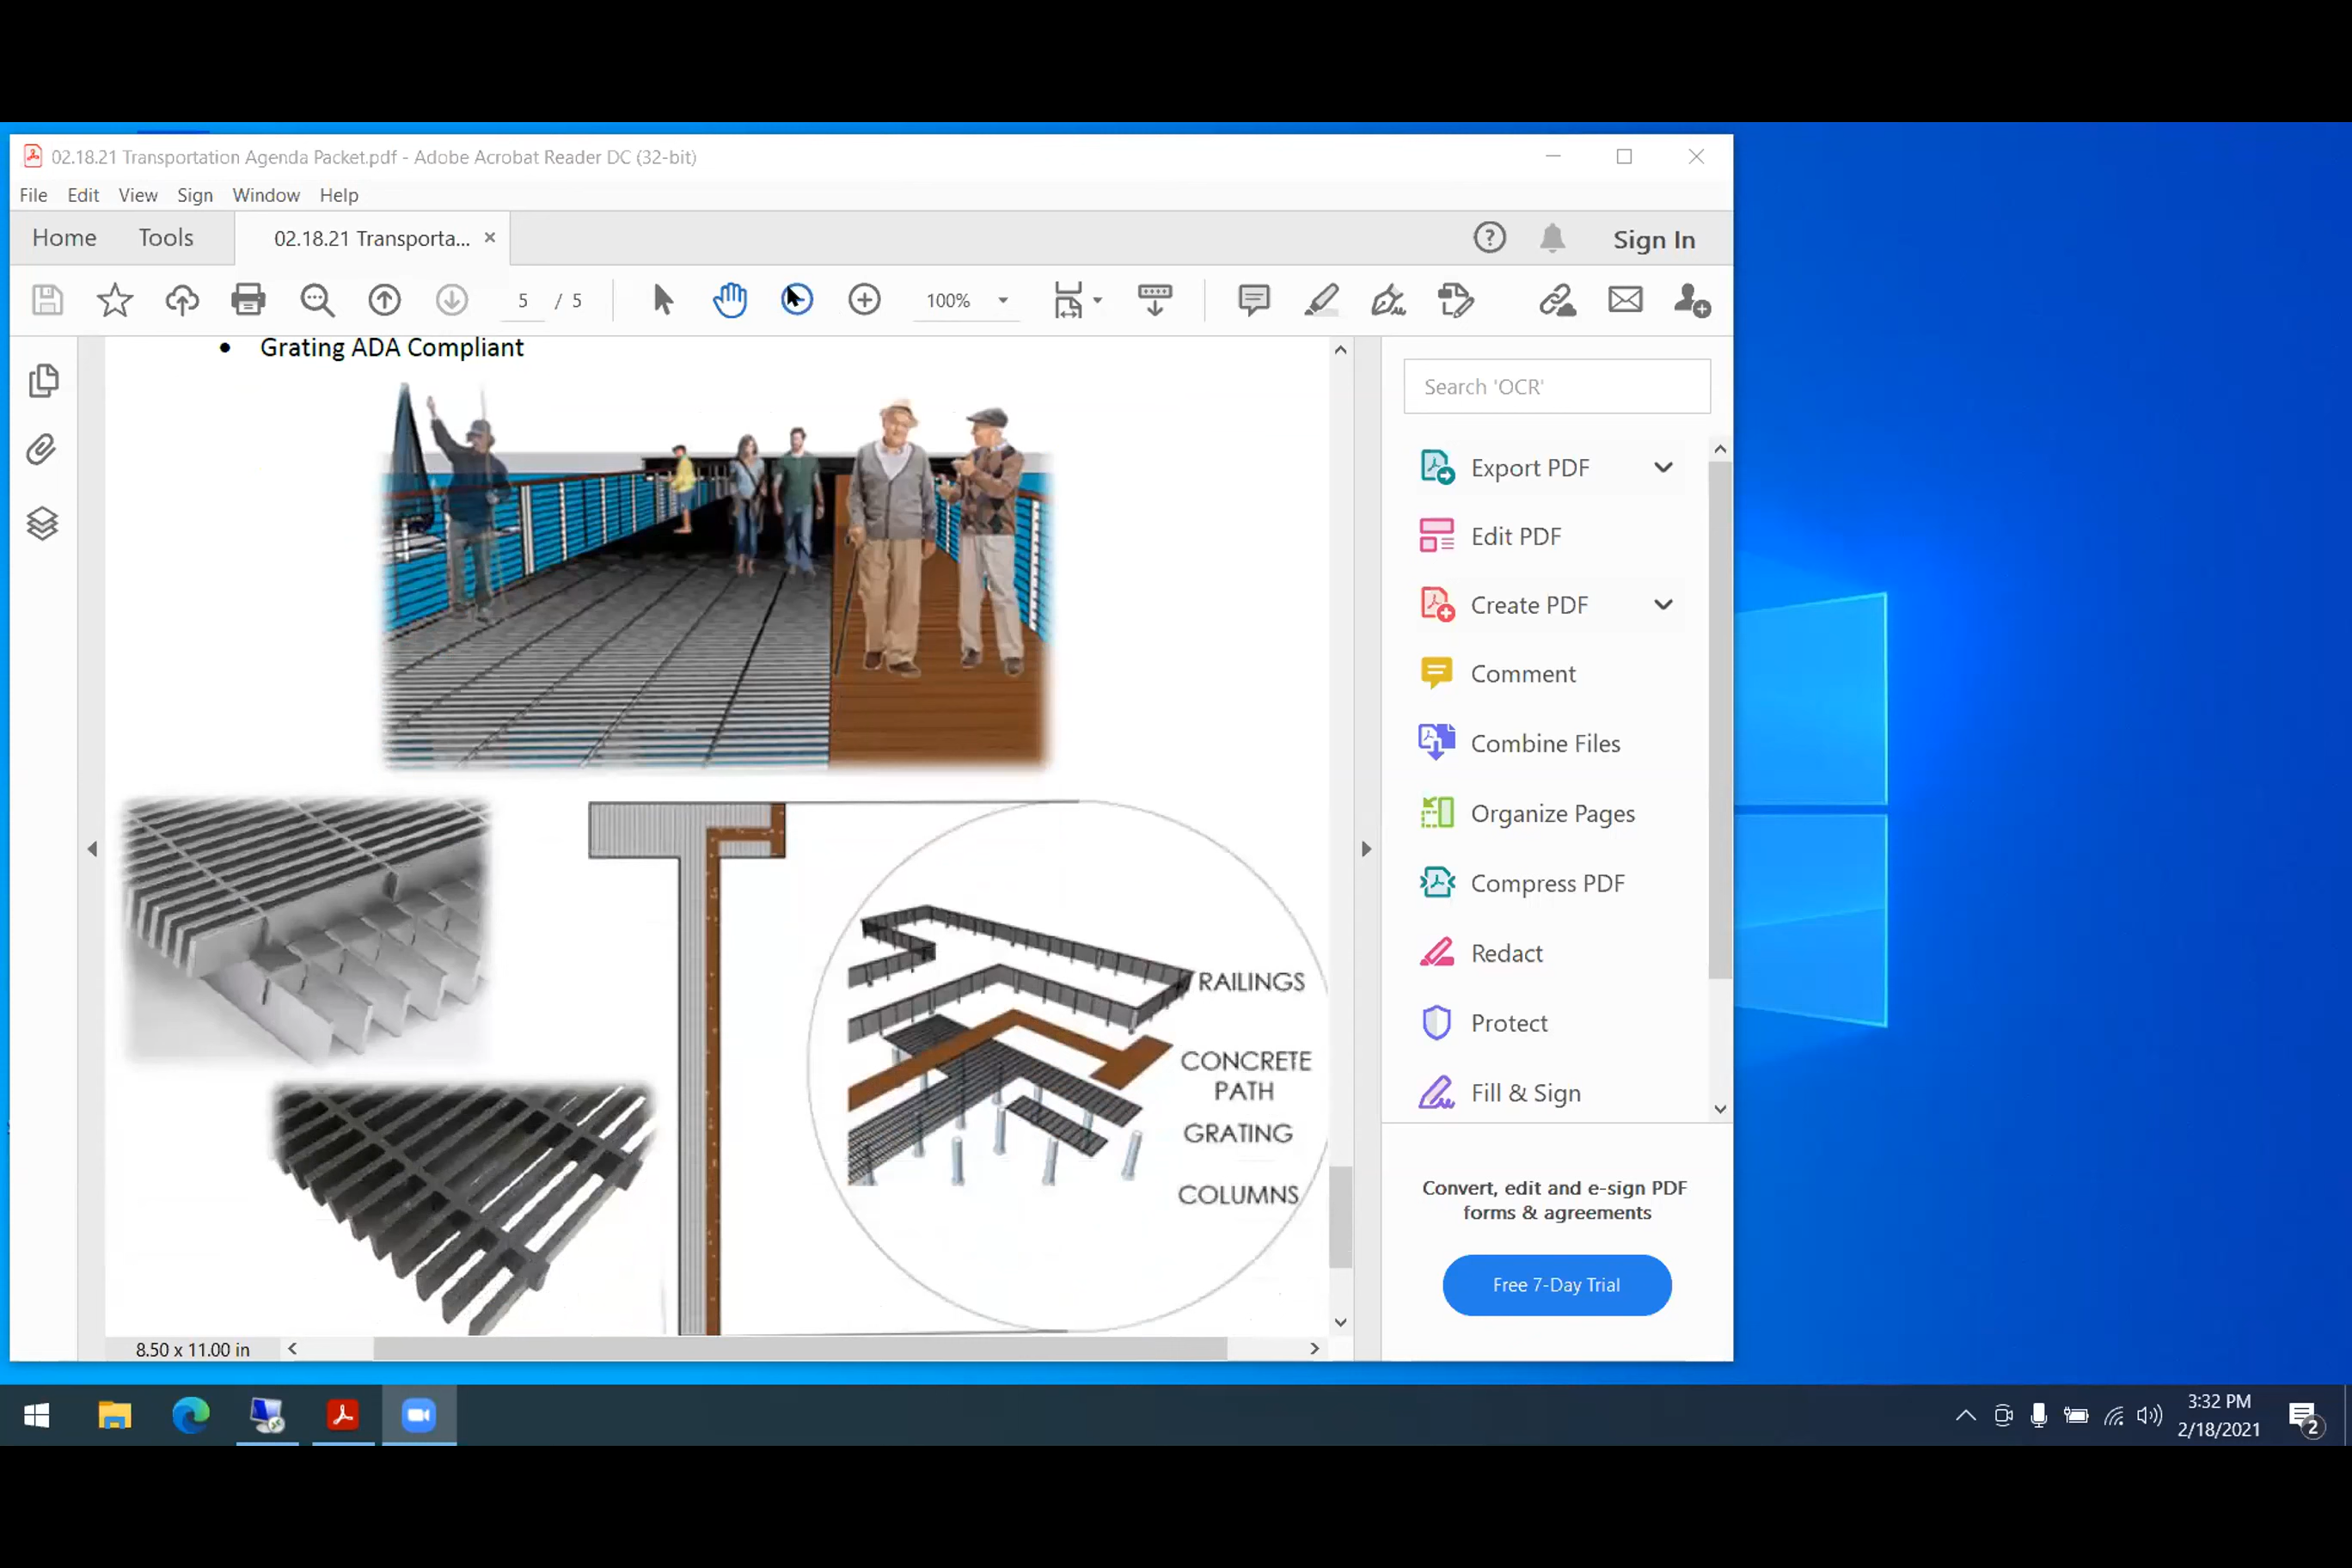 02.18.21 Transportation Agenda Packet.pdf - Adobe Acrobat Reader DC (32-bit)
File Edit View Sign Window Help
Home Tools 02.18.21 Transporta... Sign In
5 / 5 100%
• Grating ADA Compliant
RAILINGS
CONCRETE
PATH
GRATING
COLUMNS
8.50 x 11.00 in
Search 'OCR'
Export PDF
Edit PDF
Create PDF
Comment
Combine Files
Organize Pages
Compress PDF
Redact
Protect
Fill & Sign
Convert, edit and e-sign PDF
forms & agreements
Free 7-Day Trial
3:32 PM
2/18/2021
2